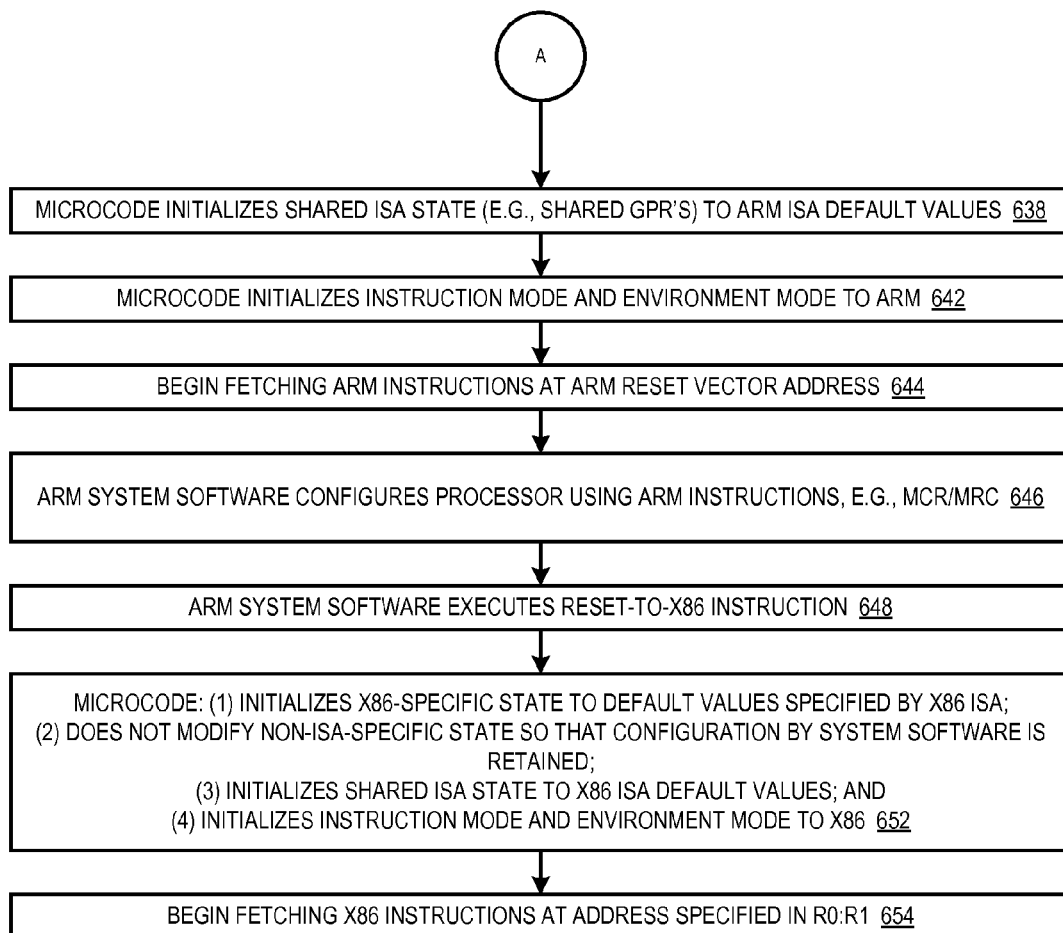 A
MICROCODE INITIALIZES SHARED ISA STATE (E.G., SHARED GPR'S) TO ARM ISA DEFAULT VALUES 638
MICROCODE INITIALIZES INSTRUCTION MODE AND ENVIRONMENT MODE TO ARM 642
BEGIN FETCHING ARM INSTRUCTIONS AT ARM RESET VECTOR ADDRESS 644
ARM SYSTEM SOFTWARE CONFIGURES PROCESSOR USING ARM INSTRUCTIONS, E.G., MCR/MRC 646
ARM SYSTEM SOFTWARE EXECUTES RESET-TO-X86 INSTRUCTION 648
MICROCODE: (1) INITIALIZES X86-SPECIFIC STATE TO DEFAULT VALUES SPECIFIED BY X86 ISA;
(2) DOES NOT MODIFY NON-ISA-SPECIFIC STATE SO THAT CONFIGURATION BY SYSTEM SOFTWARE IS
RETAINED;
(3) INITIALIZES SHARED ISA STATE TO X86 ISA DEFAULT VALUES; AND
(4) INITIALIZES INSTRUCTION MODE AND ENVIRONMENT MODE TO X86 652
BEGIN FETCHING X86 INSTRUCTIONS AT ADDRESS SPECIFIED IN R0:R1 654